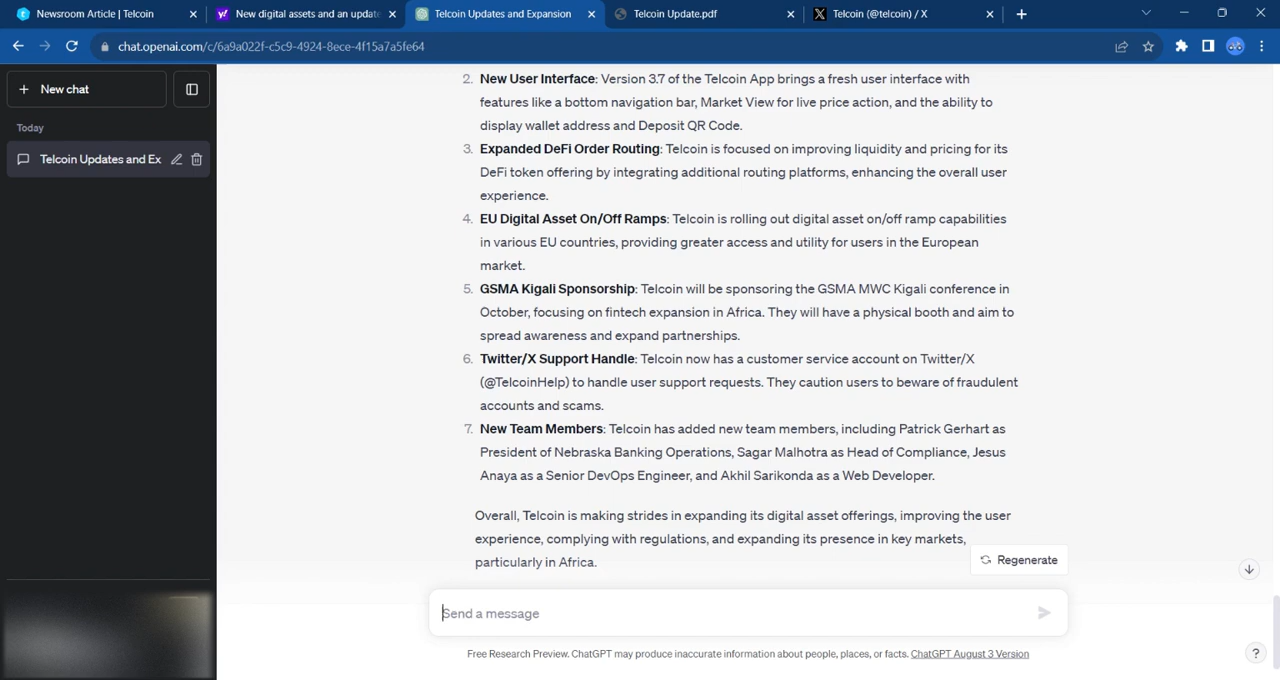 Newsroom Article | Telcoin
New digital assets and an update
Telcoin Updates and Expansion
Telcoin Update.pdf
Telcoin (@telcoin) / X
chat.openai.com/c/6a9a022f-c5c9-4924-8ece-4f15a7a5fe64
New chat
Today
Telcoin Updates and Ex
2. New User Interface: Version 3.7 of the Telcoin App brings a fresh user interface with
features like a bottom navigation bar, Market View for live price action, and the ability to
display wallet address and Deposit QR Code.
3. Expanded DeFi Order Routing: Telcoin is focused on improving liquidity and pricing for its
DeFi token offering by integrating additional routing platforms, enhancing the overall user
experience.
4. EU Digital Asset On/Off Ramps: Telcoin is rolling out digital asset on/off ramp capabilities
in various EU countries, providing greater access and utility for users in the European
market.
5. GSMA Kigali Sponsorship: Telcoin will be sponsoring the GSMA MWC Kigali conference in
October, focusing on fintech expansion in Africa. They will have a physical booth and aim to
spread awareness and expand partnerships.
6. Twitter/X Support Handle: Telcoin now has a customer service account on Twitter/X
(@TelcoinHelp) to handle user support requests. They caution users to beware of fraudulent
accounts and scams.
7. New Team Members: Telcoin has added new team members, including Patrick Gerhart as
President of Nebraska Banking Operations, Sagar Malhotra as Head of Compliance, Jesus
Anaya as a Senior DevOps Engineer, and Akhil Sarikonda as a Web Developer.
Overall, Telcoin is making strides in expanding its digital asset offerings, improving the user
experience, complying with regulations, and expanding its presence in key markets,
particularly in Africa.
Regenerate
Send a message
Free Research Preview. ChatGPT may produce inaccurate information about people, places, or facts. ChatGPT August 3 Version
?